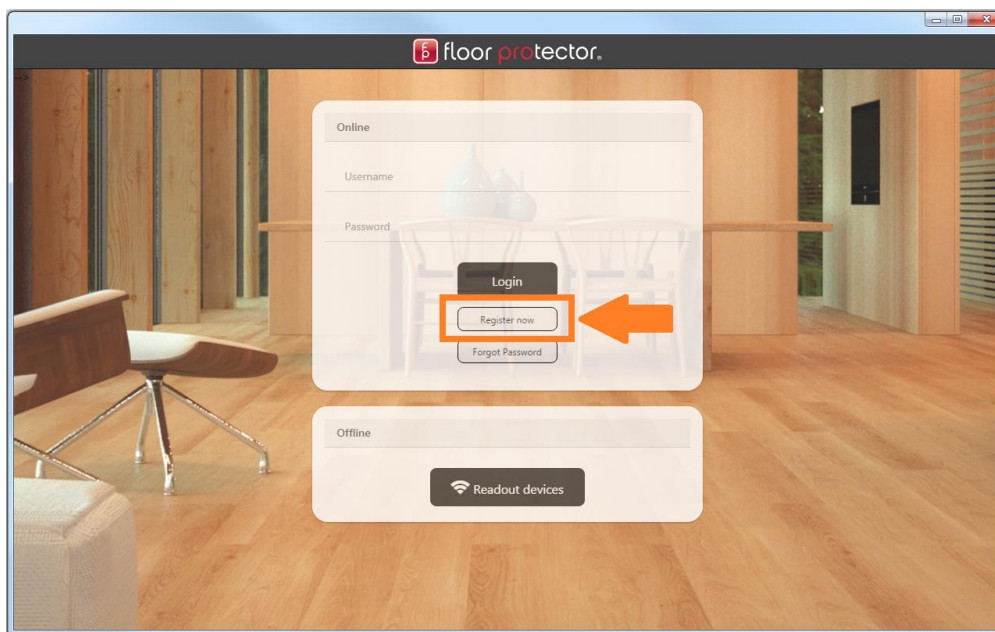 floor protector®
-->
Online
Username
Password
Login
Register now
Forgot Password
Offline
Readout devices